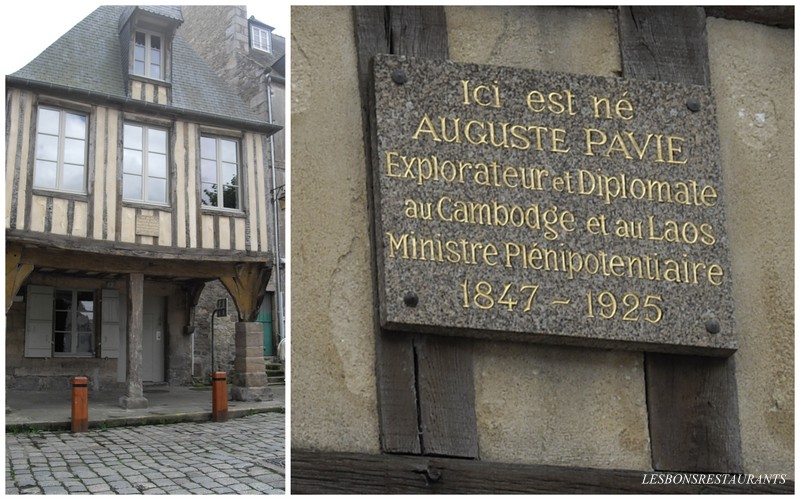 Ici est né
AUGUSTE PAVIE
Explorateur et Diplomate
au Cambodge et au Laos
Ministre Plénipotentiaire
1847 - 1925
LESBONSRESTAURANTS